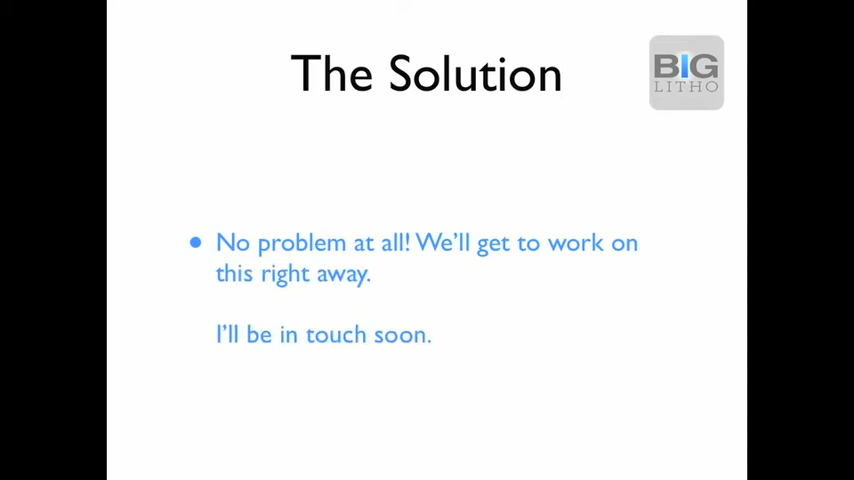 The Solution
BIG
LITHO
• No problem at all! We'll get to work on
this right away.
I'll be in touch soon.